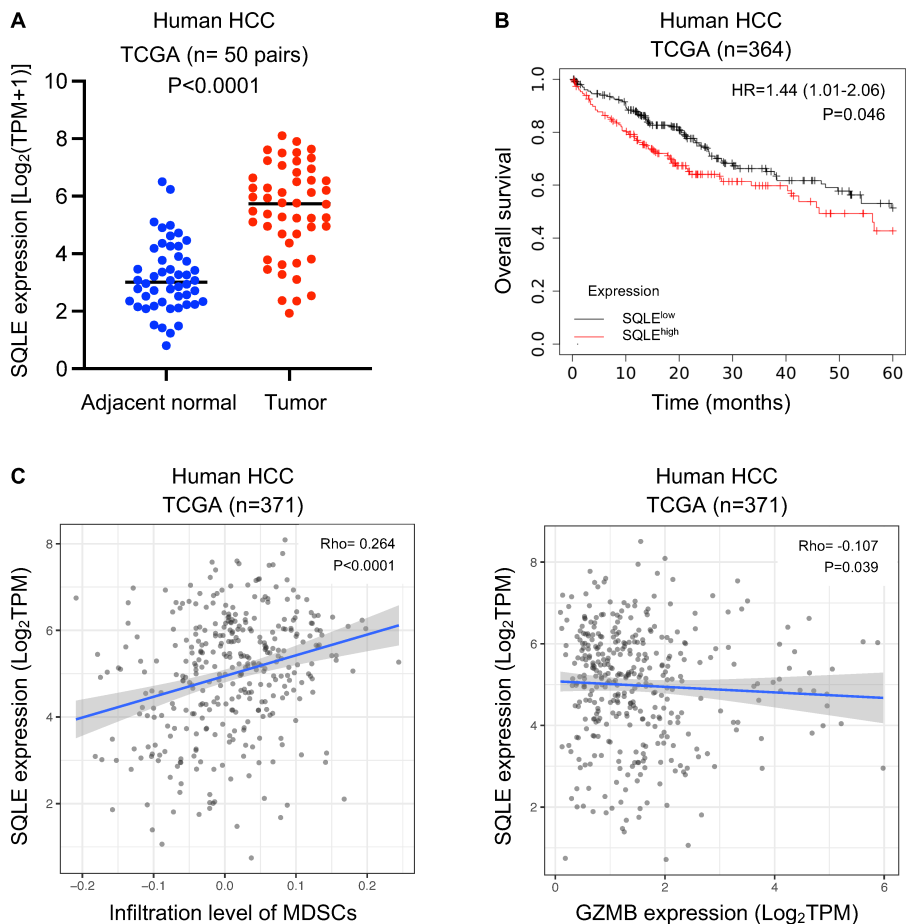 A
Human HCC
TCGA (n= 50 pairs)
P<0.0001
SQLE expression [Log₂(TPM+1)]
10
8
6
4
2
0
Adjacent normal
Tumor
B
Human HCC
TCGA (n=364)
HR=1.44 (1.01-2.06)
P=0.046
Overall survival
1.0
0.8
0.6
0.4
0.2
0.0
Expression
SQLE^low
SQLE^high
0 10 20 30 40 50 60
Time (months)
C
Human HCC
TCGA (n=371)
Rho= 0.264
P<0.0001
SQLE expression (Log₂TPM)
8
6
4
2
−0.2 −0.1 0.0 0.1 0.2
Infiltration level of MDSCs
Human HCC
TCGA (n=371)
Rho= -0.107
P=0.039
SQLE expression (Log₂TPM)
8
6
4
2
0 2 4 6
GZMB expression (Log₂TPM)